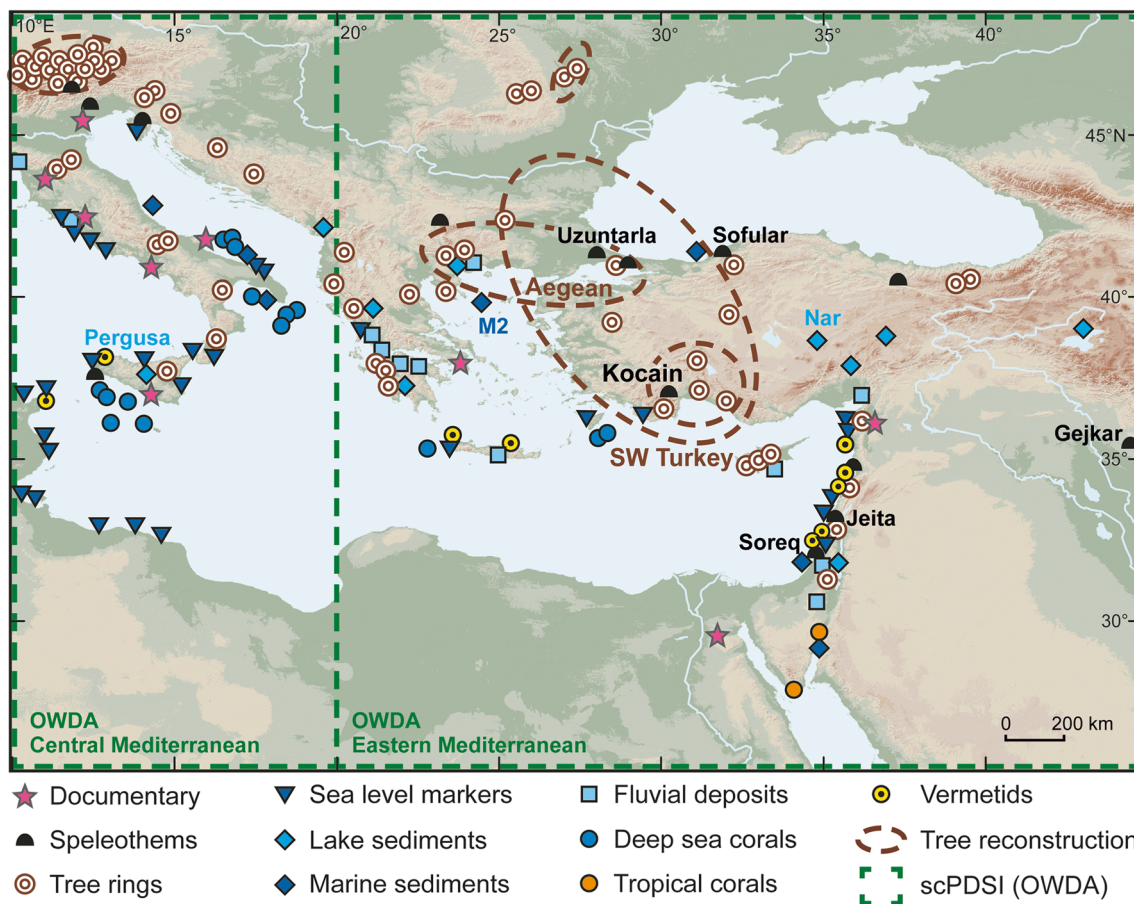 10°E 15° 20° 25° 30° 35° 40°
45°N
Uzuntarla Sofular
40°
Aegean
M2
Pergusa
Nar
Kocain
Gejkar
35°
SW Turkey
Jeita
Soreq
30°
OWDA
Central Mediterranean
OWDA
Eastern Mediterranean
0 200 km
Documentary Sea level markers Fluvial deposits Vermetids
Speleothems Lake sediments Deep sea corals Tree reconstruction
Tree rings Marine sediments Tropical corals scPDSI (OWDA)